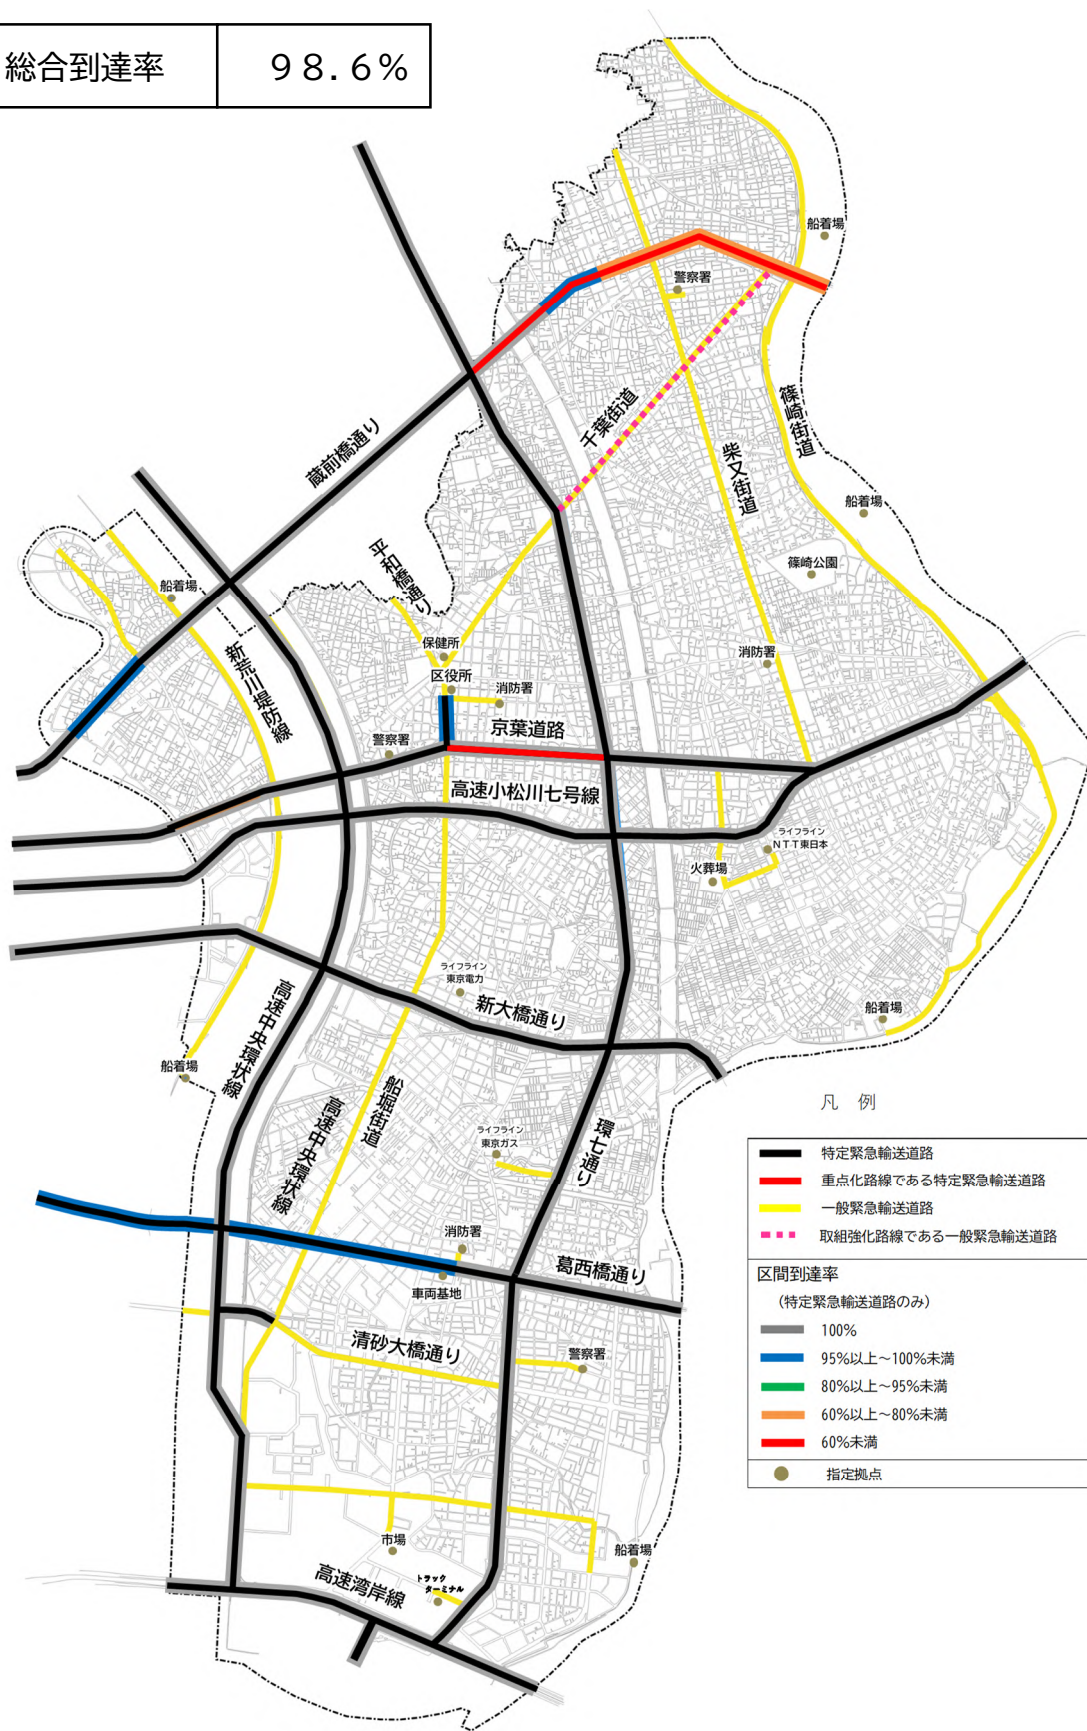 総合到達率
９８．６％
船着場
警察署
千葉街道
篠崎街道
蔵前橋通り
柴又街道
船着場
平和橋通り
篠崎公園
船着場
保健所
新荒川堤防線
区役所
消防署
消防署
京葉道路
警察署
高速小松川七号線
ライフライン
ＮＴＴ東日本
火葬場
ライフライン
東京電力
高速中央環状線
新大橋通り
船着場
船着場
船堀街道
高速中央環状線
ライフライン
東京ガス
環七通り
消防署
葛西橋通り
車両基地
清砂大橋通り
警察署
市場
船着場
高速湾岸線
トラック
ターミナル
凡　例
特定緊急輸送道路
重点化路線である特定緊急輸送道路
一般緊急輸送道路
取組強化路線である一般緊急輸送道路
区間到達率
（特定緊急輸送道路のみ）
100%
95%以上～100%未満
80%以上～95%未満
60%以上～80%未満
60%未満
指定拠点